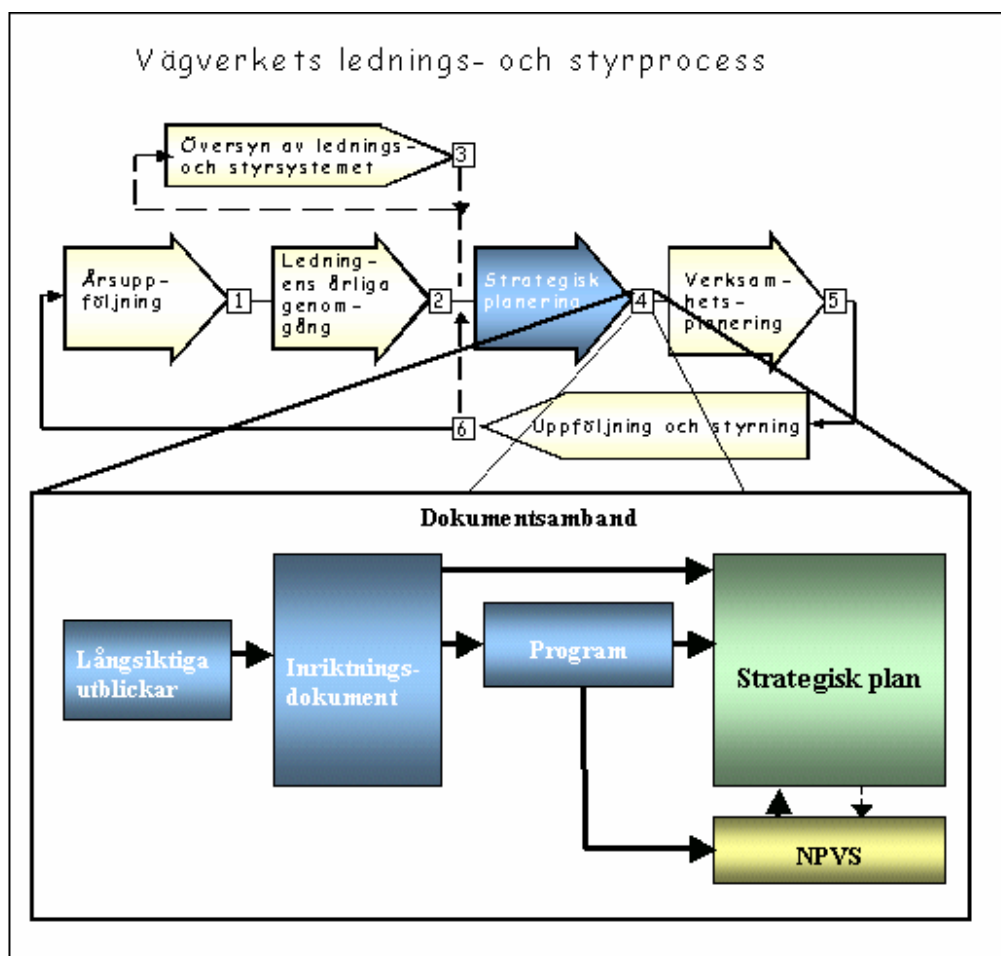 Vägverkets lednings- och styrprocess
Översyn av lednings-
och styrsystemet
3
Årsupp-
följning
1
Ledning-
ens årliga
genom-
gång
2
Strategisk
planering
4
Verksam-
hets-
planering
5
6
Uppföljning och styrning
Dokumentsamband
Långsiktiga
utblickar
Inriktnings-
dokument
Program
Strategisk plan
NPVS